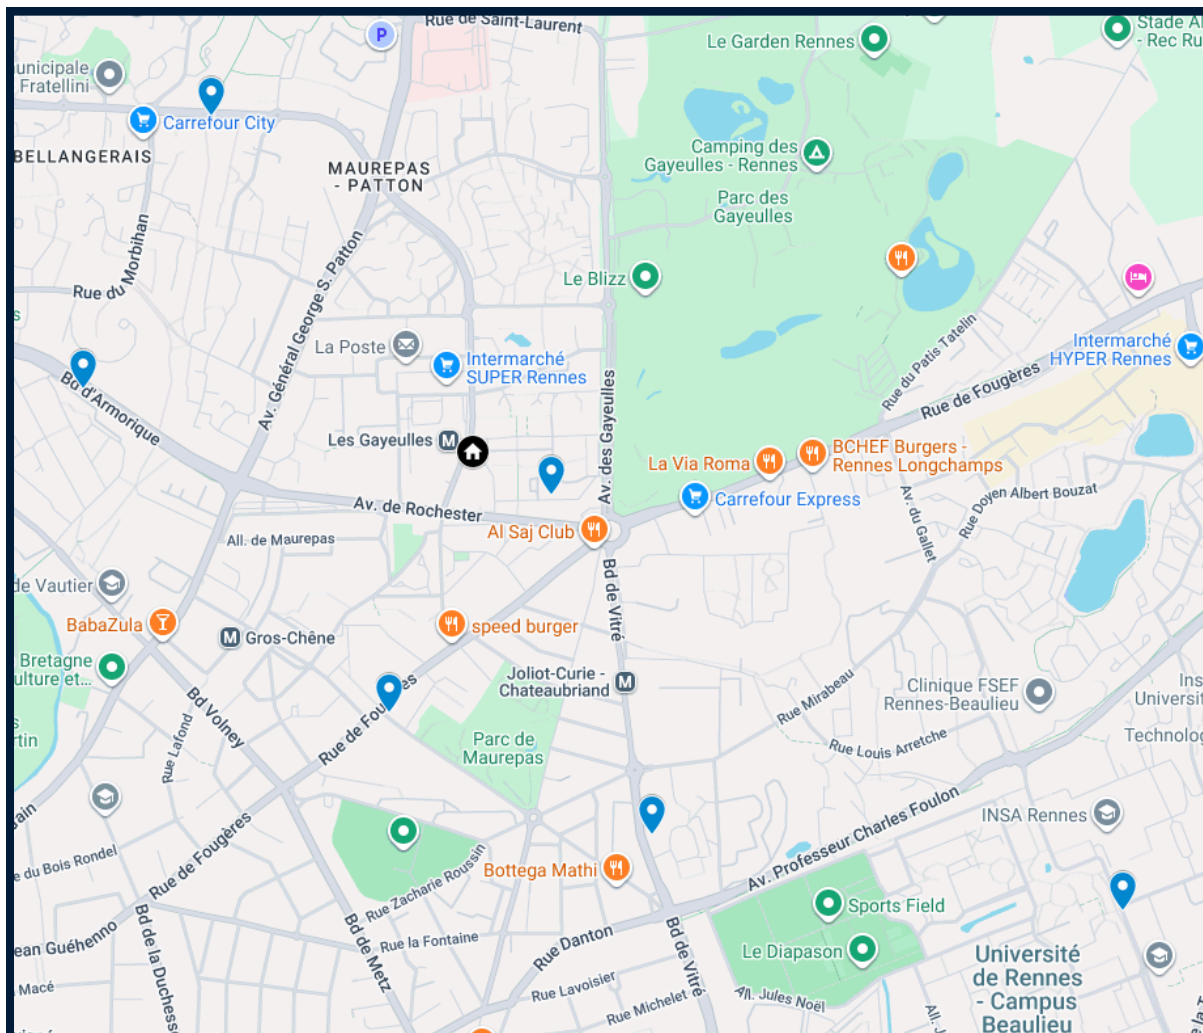 Rue de Saint-Laurent
P
Le Garden Rennes
Stade Al
- Rec Ru
unicipale
Fratellini
Carrefour City
BELLANGERAIS
MAUREPAS
- PATTON
Camping des
Gayeulles - Rennes
Parc des
Gayeulles
Rue du Morbihan
Av. Général George S. Patton
Le Blizz
s
La Poste
Intermarché
SUPER Rennes
Rue du Patis Tatelin
Intermarché
HYPER Rennes
Bd d'Armorique
Av. des Gayeulles
Rue de Fougères
Les Gayeulles
M
La Via Roma
BCHEF Burgers -
Rennes Longchamps
Carrefour Express
Av. de Rochester
Al Saj Club
Av. du Gallet
Rue Doyen Albert Bouzat
All. de Maurepas
Bd de Vitré
de Vautier
BabaZula
M
Gros-Chêne
speed burger
Bretagne
ulture et...
Joliot-Curie -
Chateaubriand
M
Rue Mirabeau
Clinique FSEF
Rennes-Beaulieu
Ins
Universit
Bd Volney
Rue Lafond
Rue de Fou
es
s
rtin
Parc de
Maurepas
Rue Louis Arretche
Technolog
ain
Av. Professeur Charles Foulon
INSA Rennes
e du Bois Rondel
Rue de Fougères
Rue Zacharie Roussin
Bottega Mathi
Sports Field
ean Guéhenno
Bd de la Duchesse
Bd de Metz
Rue la Fontaine
Rue Danton
Bd de Vitré
Le Diapason
Université
de Rennes
- Campus
Beaulieu
Macé
Rue Lavoisier
Rue Michelet
All. Jules Noël